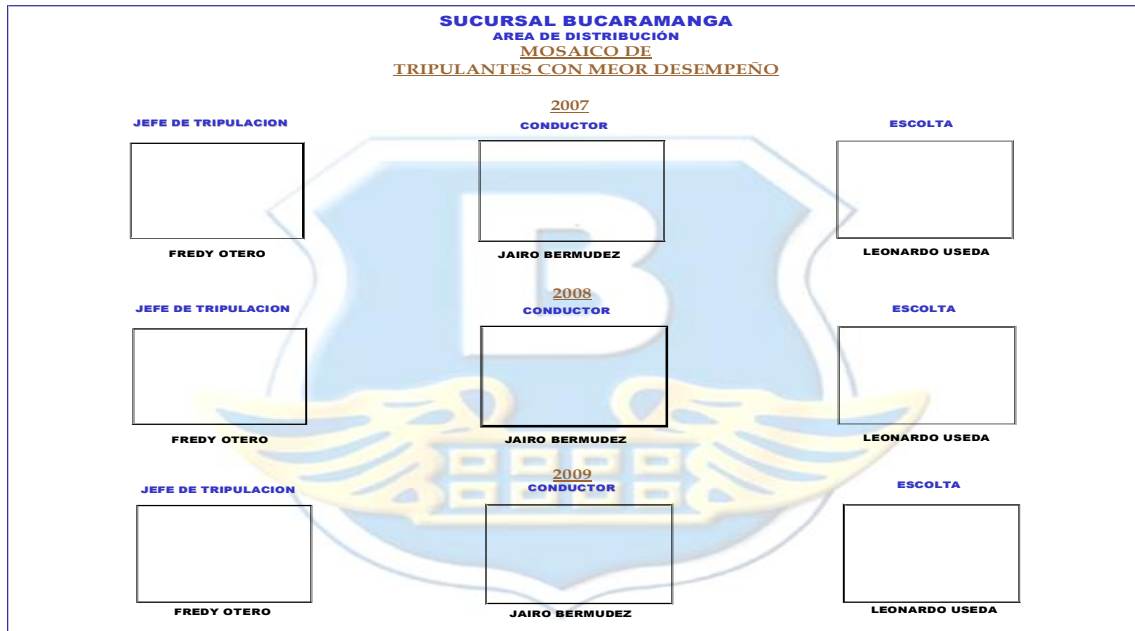 SUCURSAL BUCARAMANGA
AREA DE DISTRIBUCIÓN
MOSAICO DE
TRIPULANTES CON MEOR DESEMPEÑO
2007
JEFE DE TRIPULACION CONDUCTOR ESCOLTA
FREDY OTERO JAIRO BERMUDEZ LEONARDO USEDA
2008
JEFE DE TRIPULACION CONDUCTOR ESCOLTA
FREDY OTERO JAIRO BERMUDEZ LEONARDO USEDA
2009
JEFE DE TRIPULACION CONDUCTOR ESCOLTA
FREDY OTERO JAIRO BERMUDEZ LEONARDO USEDA
B